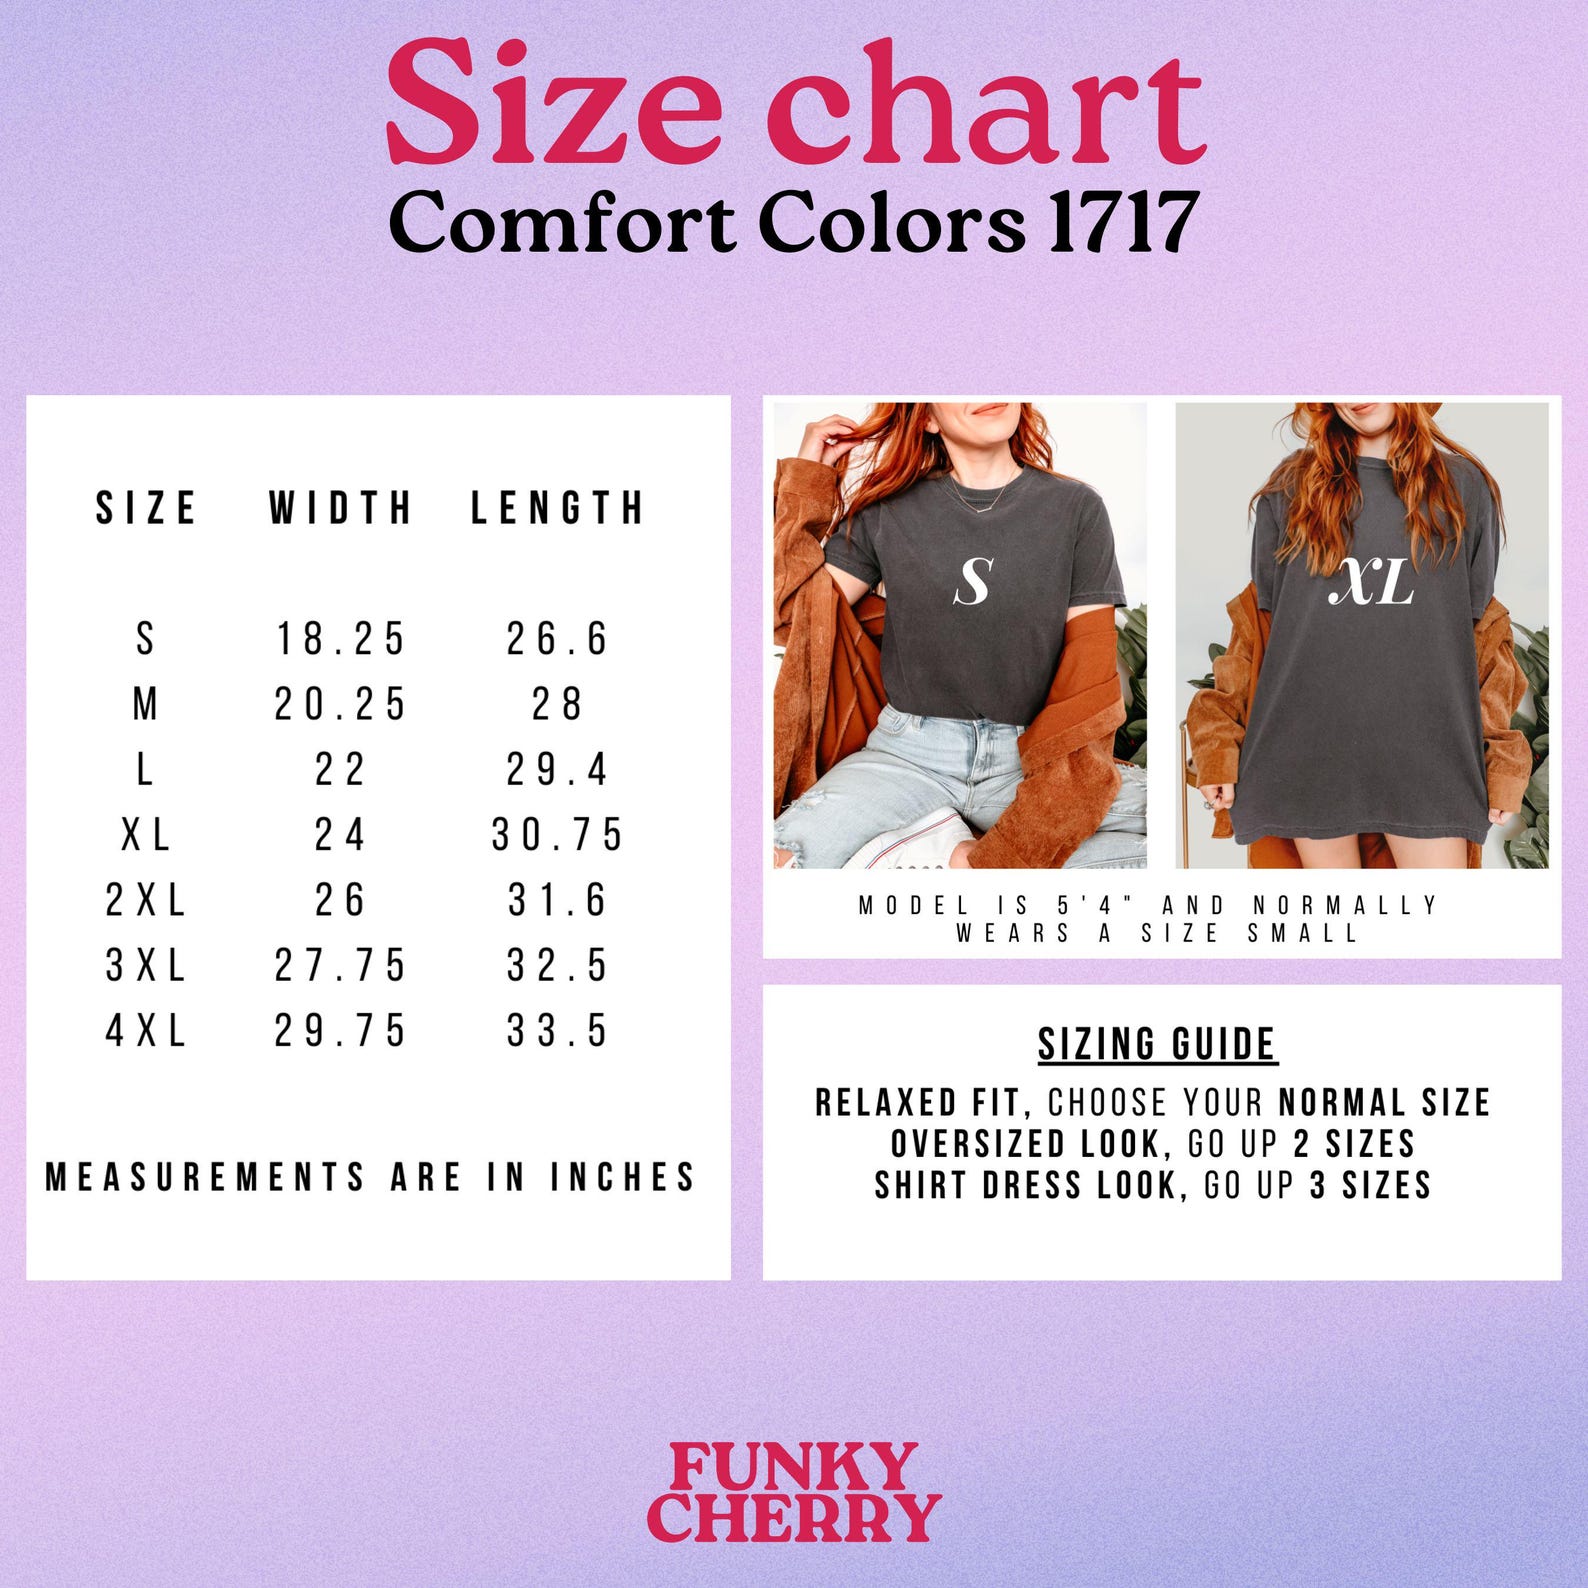 Size chart
Comfort Colors 1717
SIZE WIDTH LENGTH
S 18.25 26.6
M 20.25 28
L 22 29.4
XL 24 30.75
2XL 26 31.6
3XL 27.75 32.5
4XL 29.75 33.5
MEASUREMENTS ARE IN INCHES
S
XL
MODEL IS 5'4" AND NORMALLY
WEARS A SIZE SMALL
SIZING GUIDE
RELAXED FIT, CHOOSE YOUR NORMAL SIZE
OVERSIZED LOOK, GO UP 2 SIZES
SHIRT DRESS LOOK, GO UP 3 SIZES
FUNKY
CHERRY